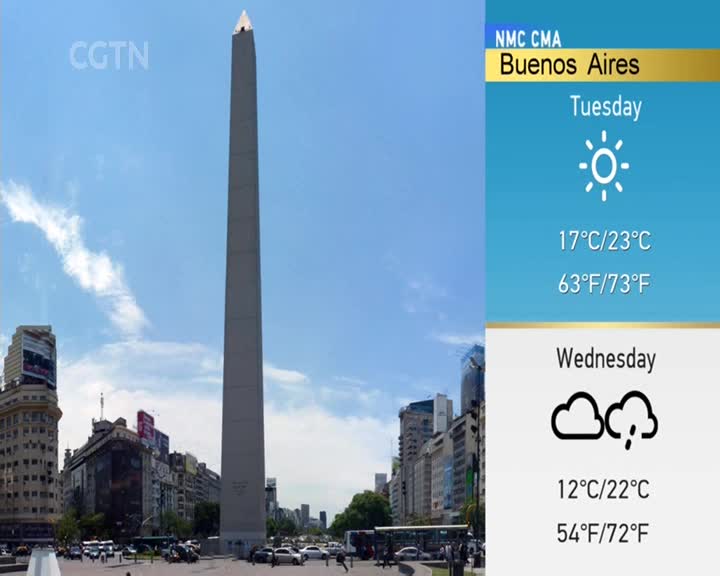 CGTN
NMC CMA
Buenos Aires
Tuesday
17°C/23°C
63°F/73°F
Wednesday
12°C/22°C
54°F/72°F